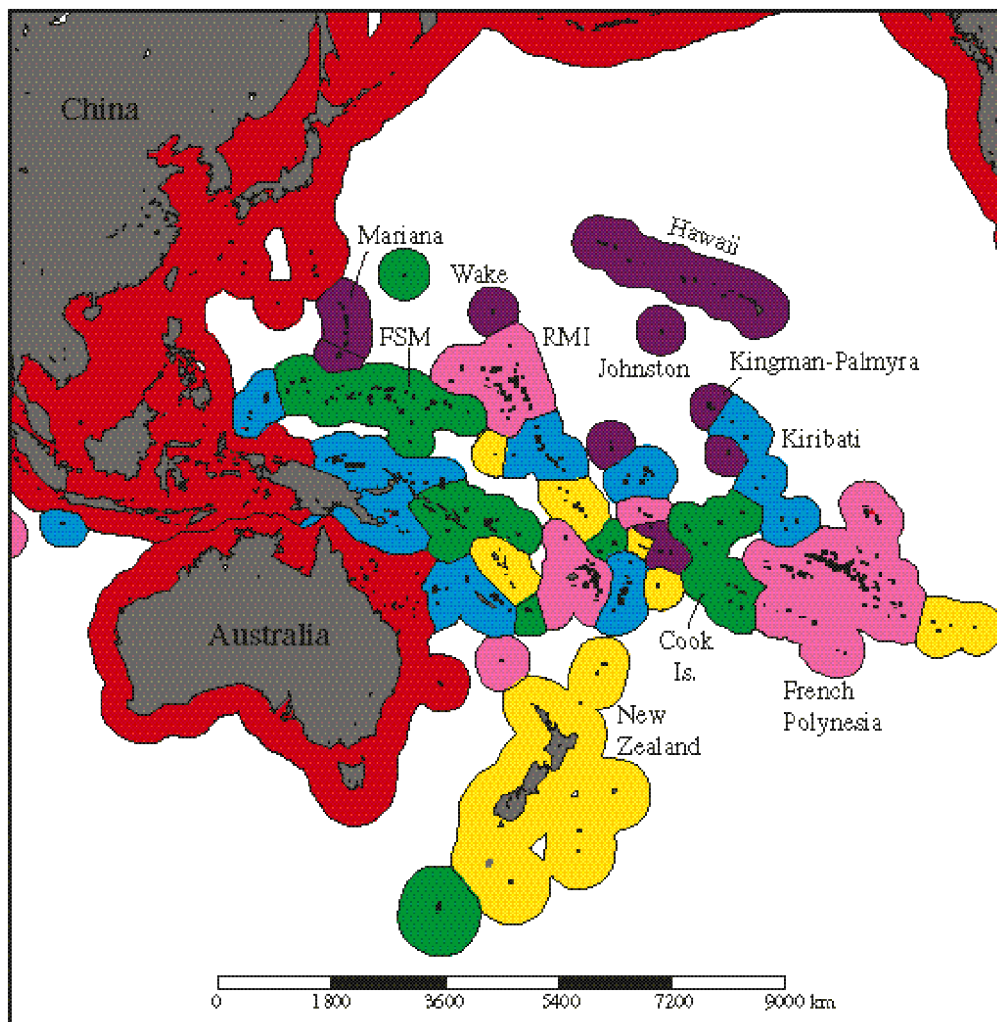 China
Mariana
Hawaii
Wake
FSM
RMI
Johnston
Kingman-Palmyra
Kiribati
Australia
Cook
Is.
French
Polynesia
New
Zealand
0 1800 3600 5400 7200 9000 km